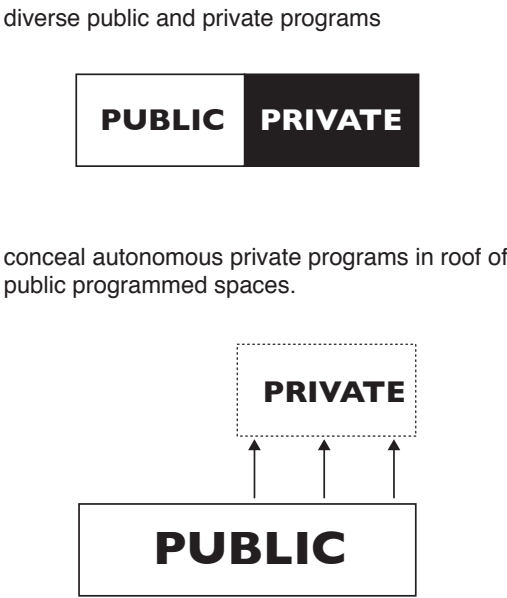 diverse public and private programs
PUBLIC PRIVATE
conceal autonomous private programs in roof of
public programmed spaces.
PRIVATE
PUBLIC